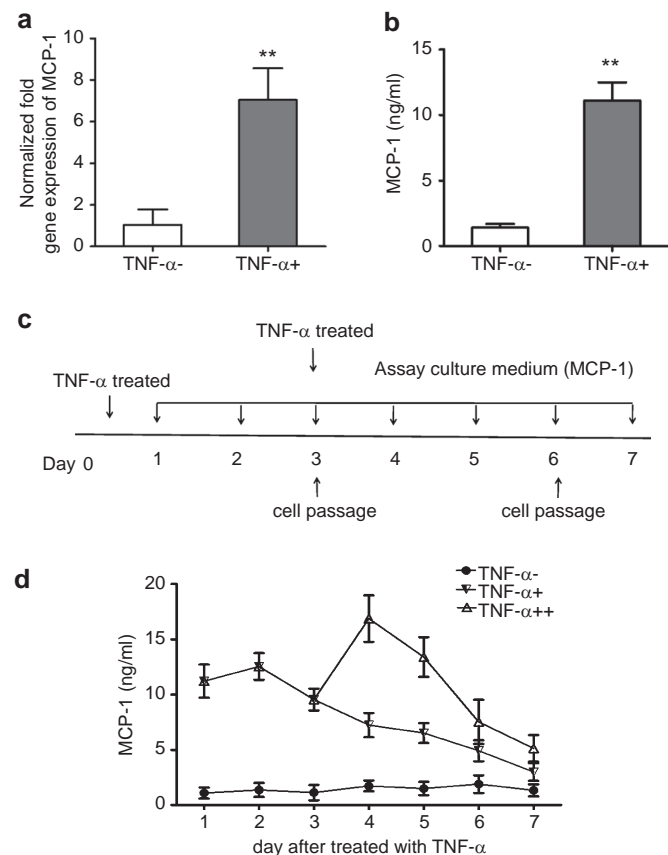 a
Normalized fold
gene expression of MCP-1
10
8
6
4
2
0
**
TNF-α-
TNF-α+
b
MCP-1 (ng/ml)
15
10
5
0
**
TNF-α-
TNF-α+
c
TNF-α treated
TNF-α treated
Assay culture medium (MCP-1)
Day 0 1 2 3 4 5 6 7
cell passage
cell passage
d
TNF-α-
TNF-α+
TNF-α++
MCP-1 (ng/ml)
20
15
10
5
0
1 2 3 4 5 6 7
day after treated with TNF-α